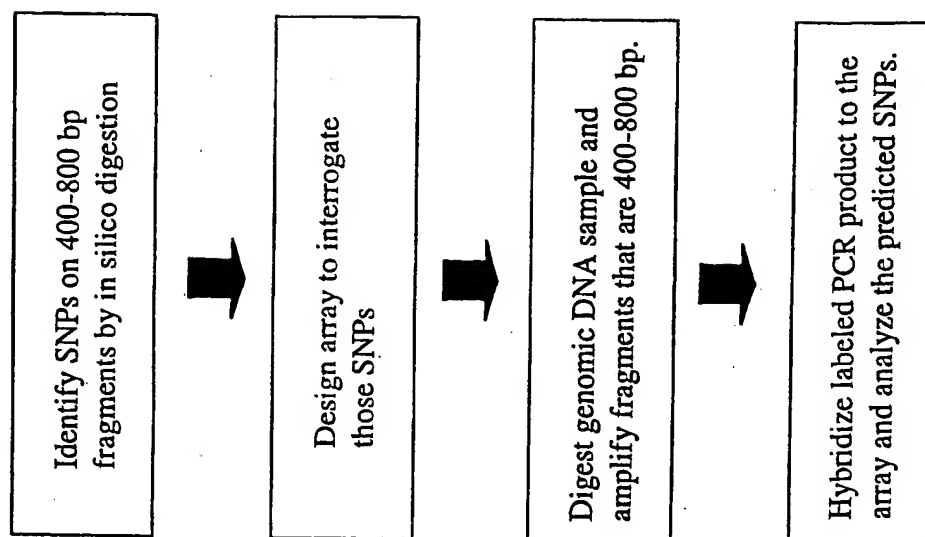 Identify SNPs on 400-800 bp
fragments by in silico digestion
Design array to interrogate
those SNPs
Digest genomic DNA sample and
amplify fragments that are 400-800 bp.
Hybridize labeled PCR product to the
array and analyze the predicted SNPs.